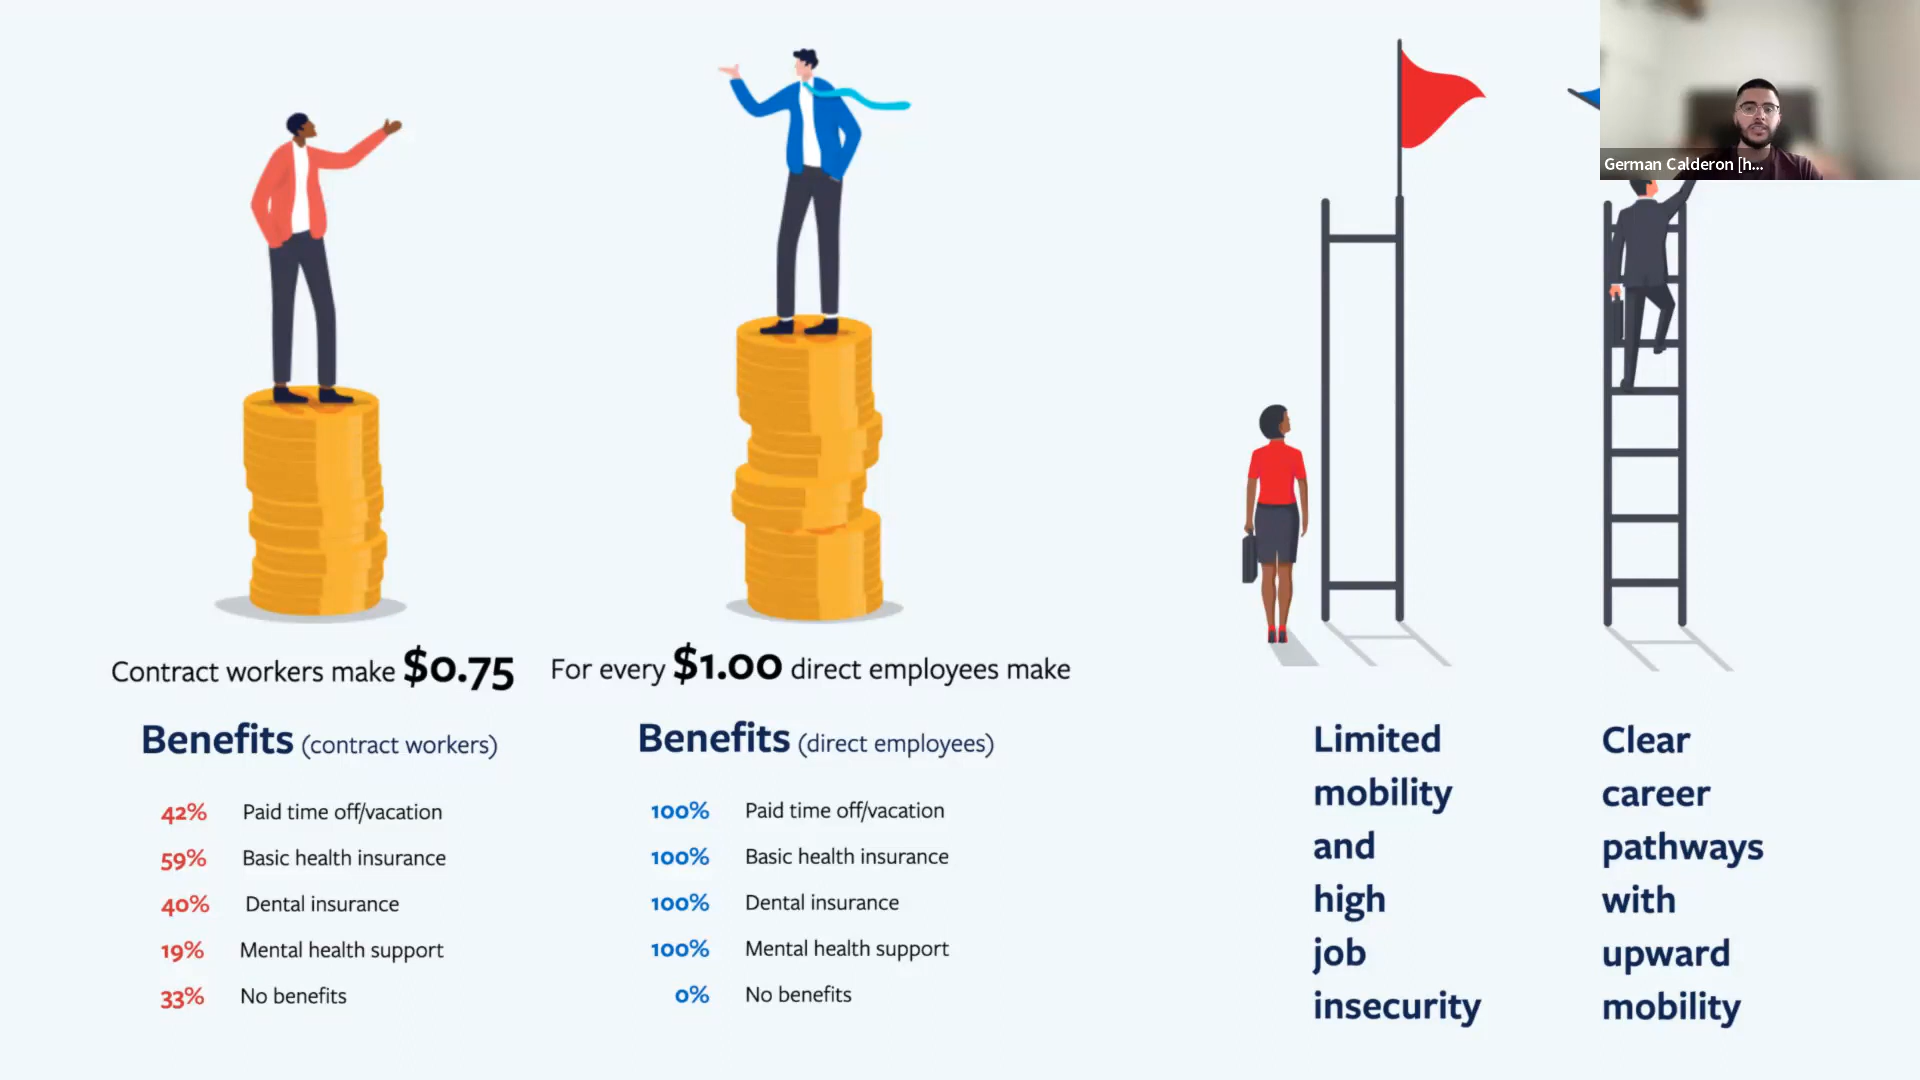 German Calderon [h...
Contract workers make $0.75
For every $1.00 direct employees make
Benefits (contract workers)
42% Paid time off/vacation
59% Basic health insurance
40% Dental insurance
19% Mental health support
33% No benefits
Benefits (direct employees)
100% Paid time off/vacation
100% Basic health insurance
100% Dental insurance
100% Mental health support
0% No benefits
Limited
mobility
and
high
job
insecurity
Clear
career
pathways
with
upward
mobility